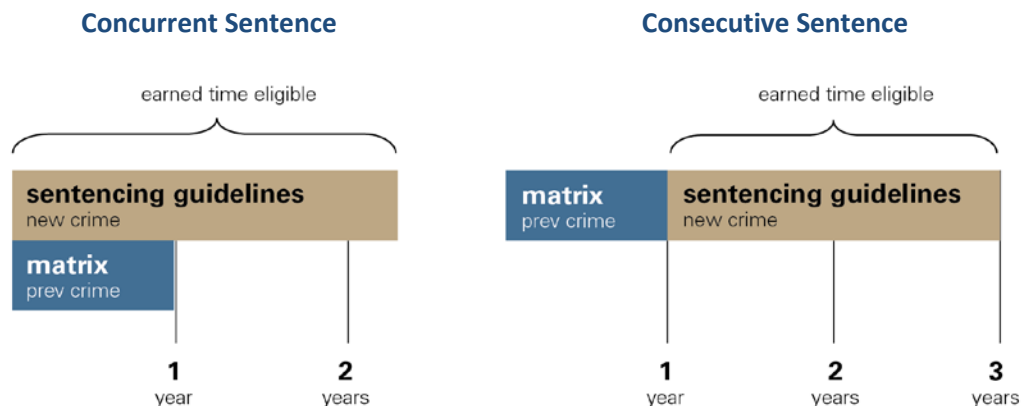 Concurrent Sentence
earned time eligible
sentencing guidelines
new crime
matrix
prev crime
1
year
2
years
Consecutive Sentence
earned time eligible
matrix
prev crime
sentencing guidelines
new crime
1
year
2
years
3
years